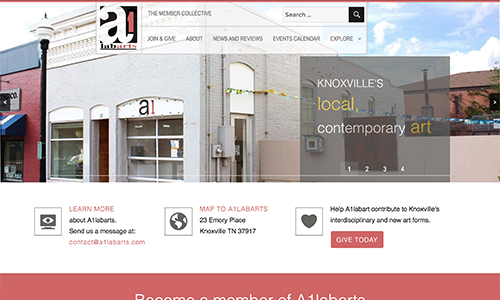 a1
labarts
THE MEMBER COLLECTIVE
Search ...
JOIN & GIVE
ABOUT
NEWS AND REVIEWS
EVENTS CALENDAR
EXPLORE
a1
KNOXVILLE'S
local,
contemporary art
1 2 3 4
LEARN MORE
about A1labarts.
Send us a message at:
contact@a1labarts.com
MAP TO A1LABARTS
23 Emory Place
Knoxville TN 37917
Help A1labart contribute to Knoxville's
interdisciplinary and new art forms.
GIVE TODAY
Become a member of A1labarts